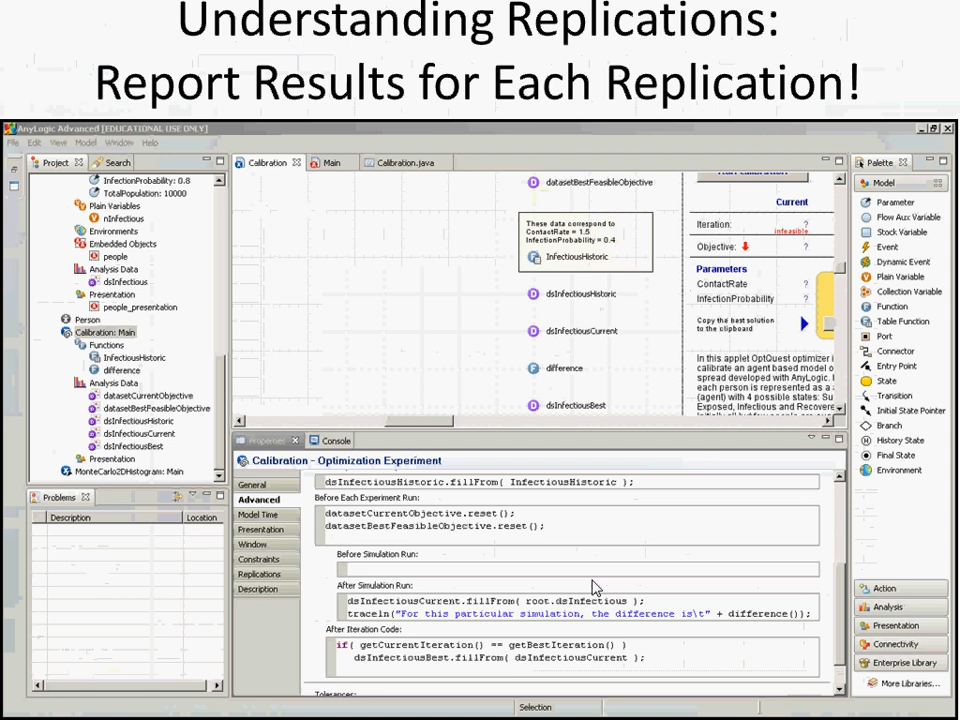 Understanding Replications:
Report Results for Each Replication!
AnyLogic Advanced [EDUCATIONAL USE ONLY]
File Edit View Model Window Help
Project
Search
InfectionProbability: 0.8
TotalPopulation: 10000
Plain Variables
nInfectious
Environments
Embedded Objects
people
Analysis Data
dsInfectious
Presentation
people_presentation
Person
Calibration: Main
Functions
InfectiousHistoric
difference
Analysis Data
datasetCurrentObjective
datasetBestFeasibleObjective
dsInfectiousHistoric
dsInfectiousCurrent
dsInfectiousBest
Presentation
MonteCarlo2DHistogram: Main
Problems
Description Location
Calibration
Main
Calibration.java
datasetBestFeasibleObjective
These data correspond to
ContactRate = 1.5
InfectionProbability = 0.4
InfectiousHistoric
dsInfectiousHistoric
dsInfectiousCurrent
difference
dsInfectiousBest
Current
Iteration: ?
infeasible
Objective: ?
Parameters
ContactRate ?
InfectionProbability ?
Copy the best solution
to the clipboard
In this applet OptQuest optimizer i
calibrate an agent based model o
spread developed with AnyLogic. I
each person is represented as a
(agent) with 4 possible states: Su
Exposed, Infectious and Recovere
Properties
Console
Calibration - Optimization Experiment
General
Advanced
Model Time
Presentation
Window
Constraints
Replications
Description
dsInfectiousHistoric.fillFrom( InfectiousHistoric );
Before Each Experiment Run:
datasetCurrentObjective.reset();
datasetBestFeasibleObjective.reset();
Before Simulation Run:
After Simulation Run:
dsInfectiousCurrent.fillFrom( root.dsInfectious );
traceln("For this particular simulation, the difference is\t" + difference());
After Iteration Code:
if( getCurrentIteration() == getBestIteration() )
dsInfectiousBest.fillFrom( dsInfectiousCurrent );
Tolerances:
Selection
Palette
Model
Parameter
Flow Aux Variable
Stock Variable
Event
Dynamic Event
Plain Variable
Collection Variable
Function
Table Function
Port
Connector
Entry Point
State
Transition
Initial State Pointer
Branch
History State
Final State
Environment
Action
Analysis
Presentation
Connectivity
Enterprise Library
More Libraries...